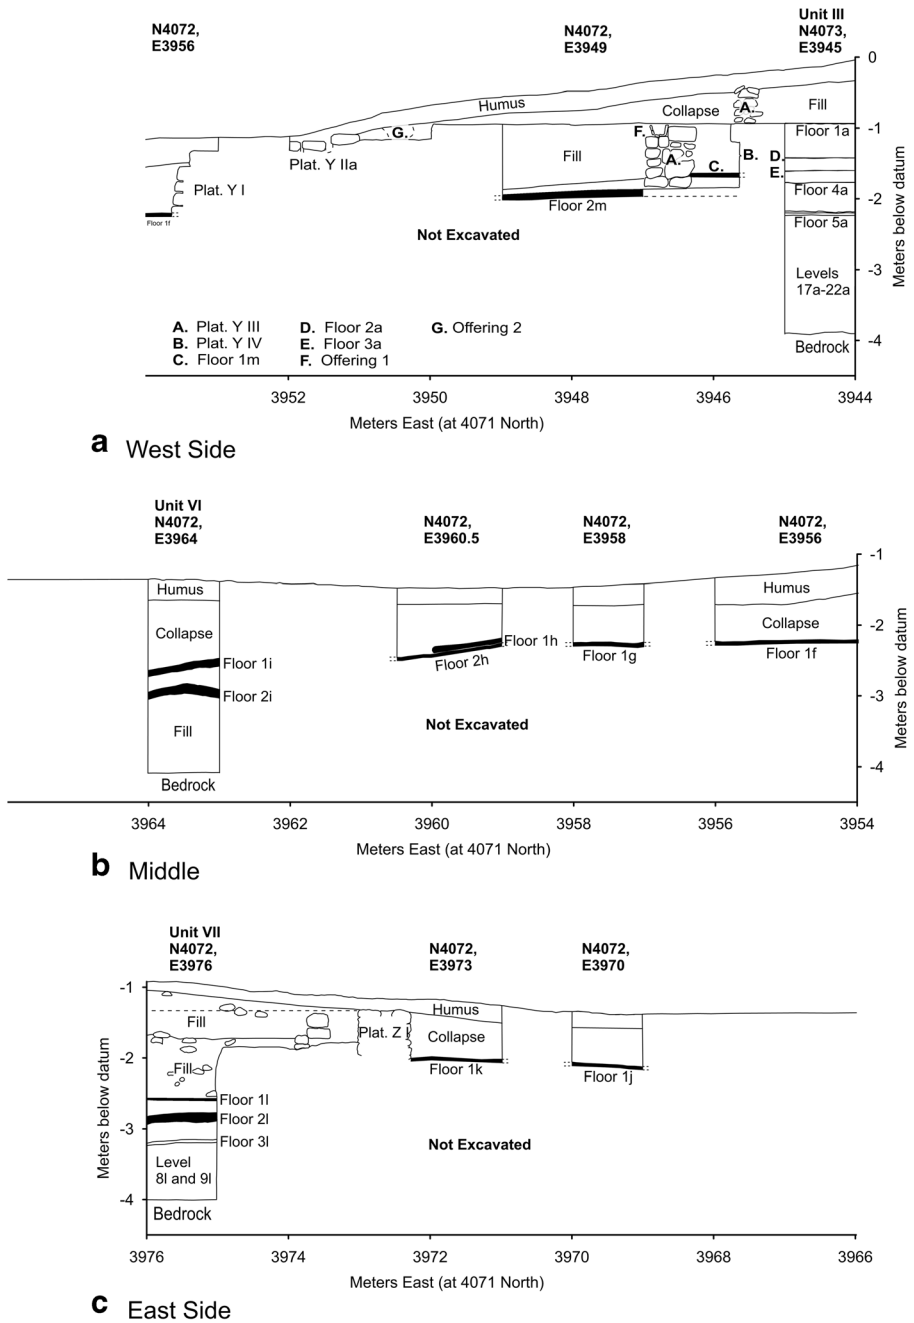 N4072,
E3956
N4072,
E3949
Unit III
N4073,
E3945
0
-1
-2
-3
-4
Meters below datum
Humus
Collapse
A.
Fill
Floor 1a
G.
F.
Plat. Y IIa
Fill
A.
B.
C.
D.
E.
Plat. Y I
Floor 4a
Floor 2m
Floor 1f
Floor 5a
Not Excavated
Levels
17a-22a
Bedrock
A. Plat. Y III
B. Plat. Y IV
C. Floor 1m
D. Floor 2a
E. Floor 3a
F. Offering 1
G. Offering 2
3952
3950
3948
3946
3944
Meters East (at 4071 North)
a West Side
Unit VI
N4072,
E3964
N4072,
E3960.5
N4072,
E3958
N4072,
E3956
-1
-2
-3
-4
Meters below datum
Humus
Humus
Collapse
Collapse
Floor 1i
Floor 1h
Floor 2h
Floor 1g
Floor 1f
Floor 2i
Fill
Not Excavated
Bedrock
3964
3962
3960
3958
3956
3954
Meters East (at 4071 North)
b Middle
Unit VII
N4072,
E3976
N4072,
E3973
N4072,
E3970
-1
-2
-3
-4
Meters below datum
Humus
Fill
Plat. Z I
Collapse
Fill
Floor 1k
Floor 1j
Floor 1l
Floor 2l
Floor 3l
Not Excavated
Level
8l and 9l
Bedrock
3976
3974
3972
3970
3968
3966
Meters East (at 4071 North)
c East Side